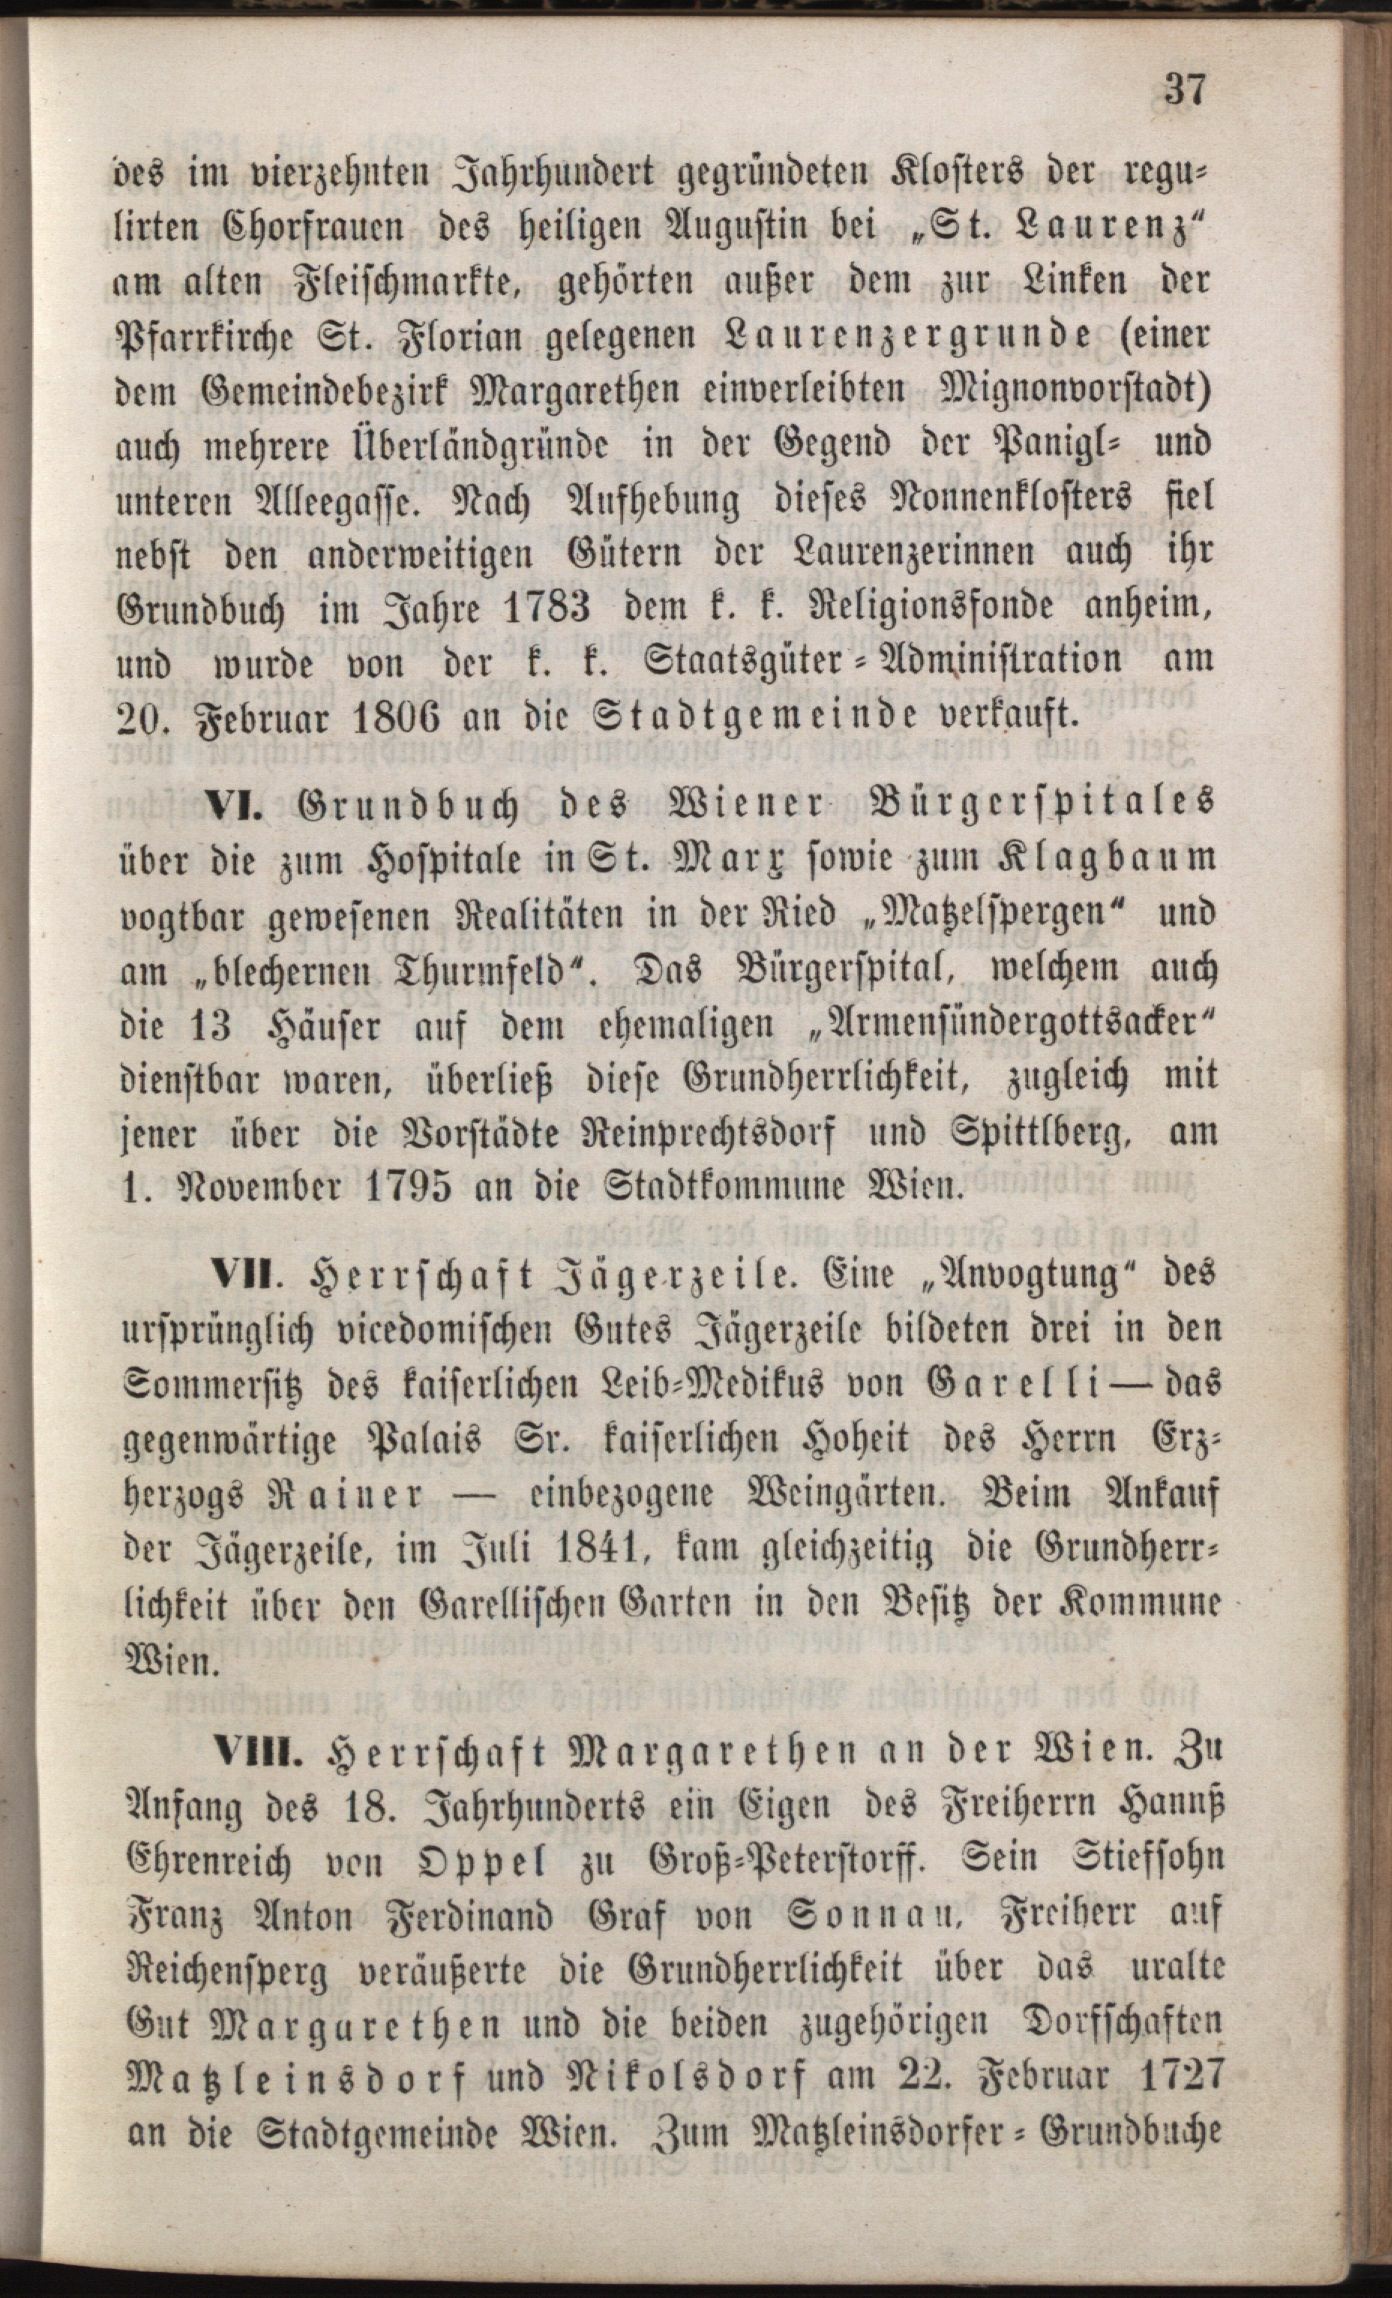 37
des im vierzehnten Jahrhundert gegründeten Klosters der regu-
lirten Chorfrauen des heiligen Augustin bei „St. Laurenz“
am alten Fleischmarkte, gehörten außer dem zur Linken der
Pfarrkirche St. Florian gelegenen Laurenzergrunde (einer
dem Gemeindebezirk Margarethen einverleibten Mignonvorstadt)
auch mehrere Überländgründe in der Gegend der Panigl- und
unteren Alleegasse. Nach Aufhebung dieses Nonnenklosters fiel
nebst den anderweitigen Gütern der Laurenzerinnen auch ihr
Grundbuch im Jahre 1783 dem k. k. Religionsfonde anheim,
und wurde von der k. k. Staatsgüter-Administration am
20. Februar 1806 an die Stadtgemeinde verkauft.
VI. Grundbuch des Wiener Bürgerspitales
über die zum Hospitale in St. Marx sowie zum Klagbaum
vogtbar gewesenen Realitäten in der Ried „Matzelspergen“ und
am „blechernen Thurmfeld“. Das Bürgerspital, welchem auch
die 13 Häuser auf dem ehemaligen „Armensündergottsacker“
dienstbar waren, überließ diese Grundherrlichkeit, zugleich mit
jener über die Vorstädte Reinprechtsdorf und Spittlberg, am
1. November 1795 an die Stadtkommune Wien.
VII. Herrschaft Jägerzeile. Eine „Anvogtung“ des
ursprünglich vicedomischen Gutes Jägerzeile bildeten drei in den
Sommersitz des kaiserlichen Leib-Medikus von Garelli — das
gegenwärtige Palais Sr. kaiserlichen Hoheit des Herrn Erz-
herzogs Rainer — einbezogene Weingärten. Beim Ankauf
der Jägerzeile, im Juli 1841, kam gleichzeitig die Grundherr-
lichkeit über den Garellischen Garten in den Besitz der Kommune
Wien.
VIII. Herrschaft Margarethen an der Wien. Zu
Anfang des 18. Jahrhunderts ein Eigen des Freiherrn Hannß
Ehrenreich von Oppel zu Groß-Peterstorff. Sein Stiefsohn
Franz Anton Ferdinand Graf von Sonnau, Freiherr auf
Reichensperg veräußerte die Grundherrlichkeit über das uralte
Gut Margarethen und die beiden zugehörigen Dorfschaften
Matzleinsdorf und Nikolsdorf am 22. Februar 1727
an die Stadtgemeinde Wien. Zum Matzleinsdorfer-Grundbuche